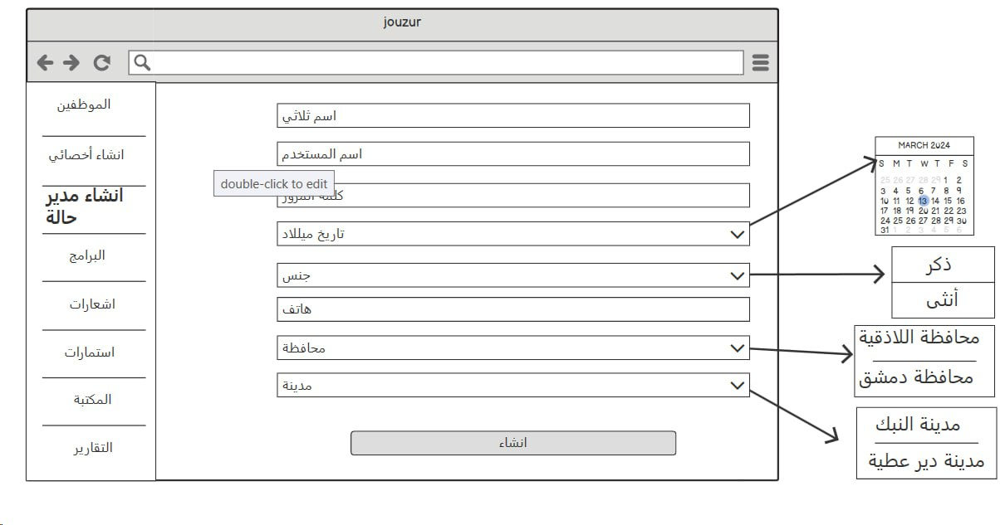 jouzur
الموظفين
انشاء أخصائي
انشاء مدير
حالة
البرامج
اشعارات
استمارات
المكتبة
التقارير
اسم ثلاثي
اسم المستخدم
double-click to edit
كلمة المرور
تاريخ ميللاد
جنس
هاتف
محافظة
مدينة
انشاء
MARCH 2024
S M T W T F S
25 26 27 28 29 1 2
3 4 5 6 7 8 9
10 11 12 13 14 15 16
17 18 19 20 21 22 23
24 25 26 27 28 29 30
31 1 2 3 4 5 6
ذكر
أنثى
محافظة اللاذقية
محافظة دمشق
مدينة النبك
مدينة دير عطية